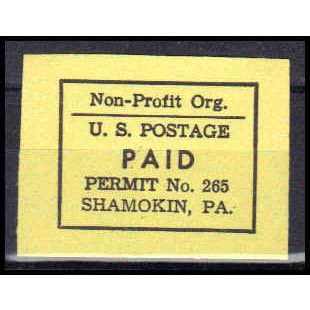 Non-Profit Org.
U. S. POSTAGE
PAID
PERMIT No. 265
SHAMOKIN, PA.